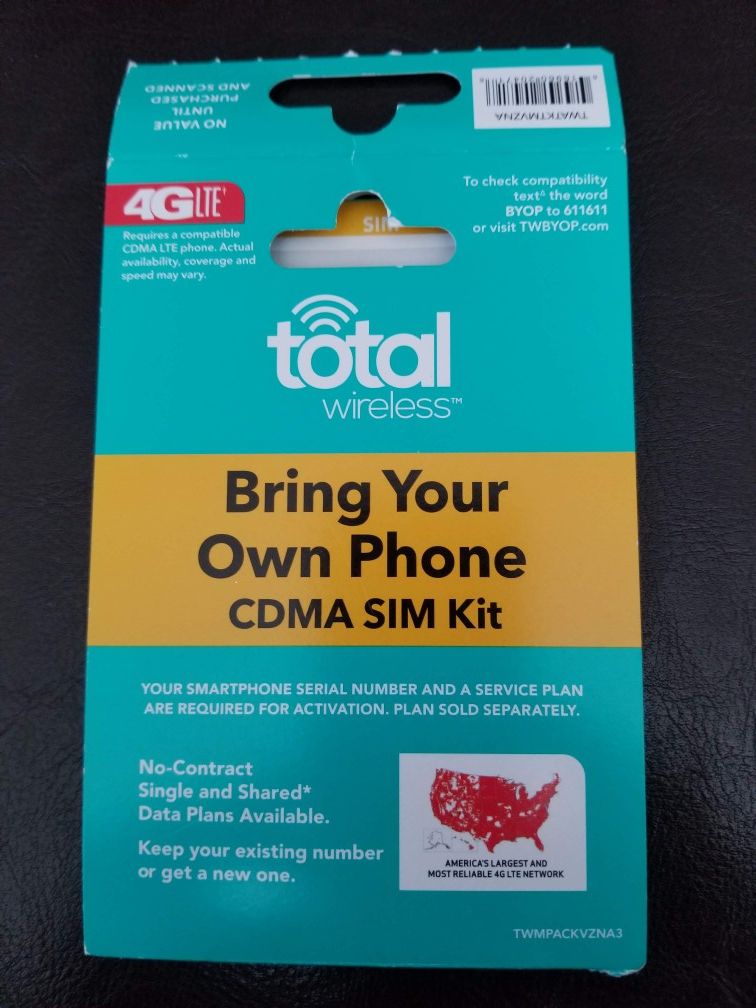 NO VALUE
UNTIL
PURCHASED
AND SCANNED
TWATKTMVZNA
4GLTE†
Requires a compatible
CDMA LTE phone. Actual
availability, coverage and
speed may vary.
To check compatibility
text∆ the word
BYOP to 611611
or visit TWBYOP.com
SIM
total
wireless™
Bring Your
Own Phone
CDMA SIM Kit
YOUR SMARTPHONE SERIAL NUMBER AND A SERVICE PLAN
ARE REQUIRED FOR ACTIVATION. PLAN SOLD SEPARATELY.
No-Contract
Single and Shared*
Data Plans Available.
Keep your existing number
or get a new one.
AMERICA'S LARGEST AND
MOST RELIABLE 4G LTE NETWORK
TWMPACKVZNA3